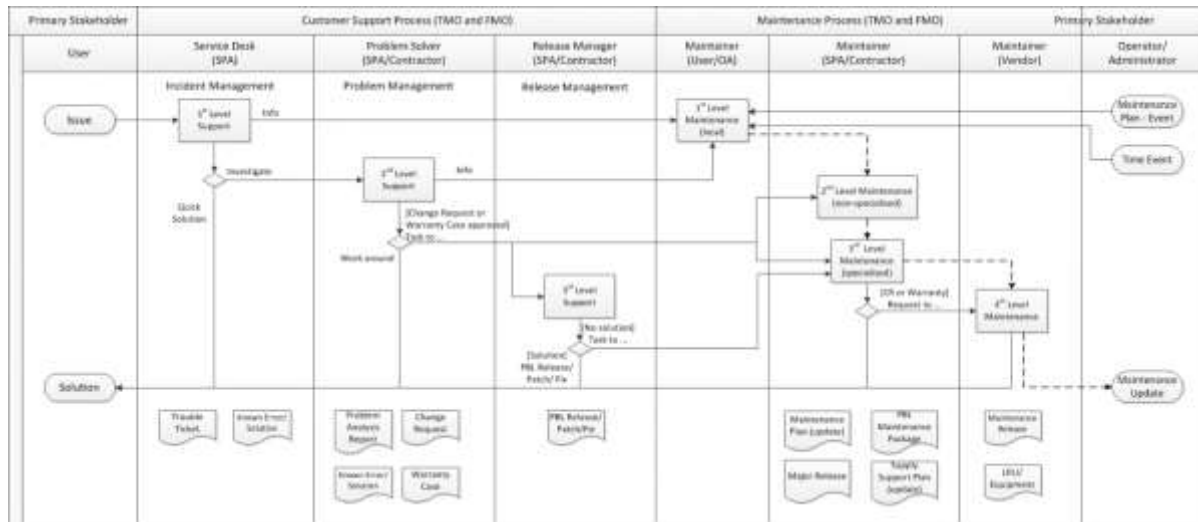 Primary Stakeholder
Customer Support Process (TMO and FMO)
Maintenance Process (TMO and FMO)
Primary Stakeholder
User
Service Desk
(SPA)
Problem Solver
(SPA/Contractor)
Release Manager
(SPA/Contractor)
Maintainer
(User/OA)
Maintainer
(SPA/Contractor)
Maintainer
(Vendor)
Operator/
Administrator
Incident Management
Problem Management
Release Management
Issue
1st Level
Support
Info
1st Level
Maintenance
(local)
Maintenance
Plan - Event
Time Event
Investigate
2nd Level
Support
Info
Quick
Solution
2nd Level Maintenance
(non-specialised)
[Change Request or
Warranty Case approved]
Task to ...
Work around
3rd Level
Maintenance
(specialised)
3rd Level
Support
[CR or Warranty]
Request to ...
4th Level
Maintenance
[No solution]
Task to ...
[Solution]
PBL Release/
Patch/ Fix
Solution
Maintenance
Update
Trouble
Ticket
Known Error/
Solution
Problem
Analysis
Report
Change
Request
PBL Release/
Patch/Fix
Maintenance
Plan (update)
PBL
Maintenance
Package
Maintenance
Release
Known Error/
Solution
Warranty
Case
Major Release
Supply
Support Plan
(update)
Equipment